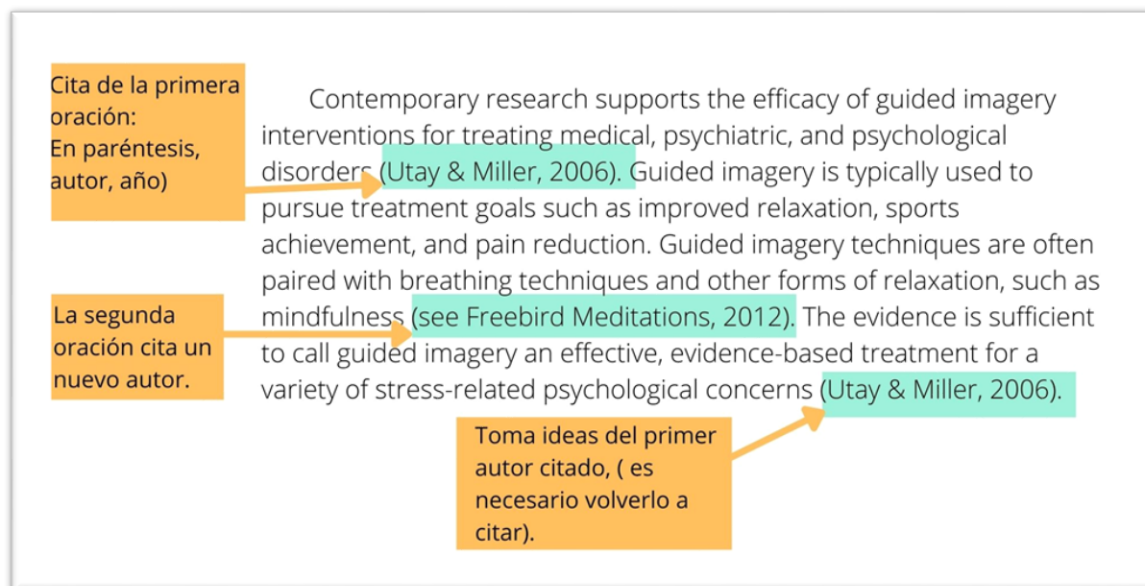 Cita de la primera
oración:
En paréntesis,
autor, año)
Contemporary research supports the efficacy of guided imagery
interventions for treating medical, psychiatric, and psychological
disorders (Utay & Miller, 2006). Guided imagery is typically used to
pursue treatment goals such as improved relaxation, sports
achievement, and pain reduction. Guided imagery techniques are often
paired with breathing techniques and other forms of relaxation, such as
mindfulness (see Freebird Meditations, 2012). The evidence is sufficient
to call guided imagery an effective, evidence-based treatment for a
variety of stress-related psychological concerns (Utay & Miller, 2006).
La segunda
oración cita un
nuevo autor.
Toma ideas del primer
autor citado, ( es
necesario volverlo a
citar).